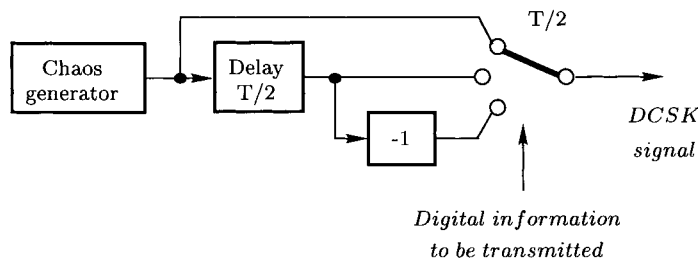 T/2
Chaos
generator
Delay
T/2
-1
DCSK
signal
Digital information
to be transmitted